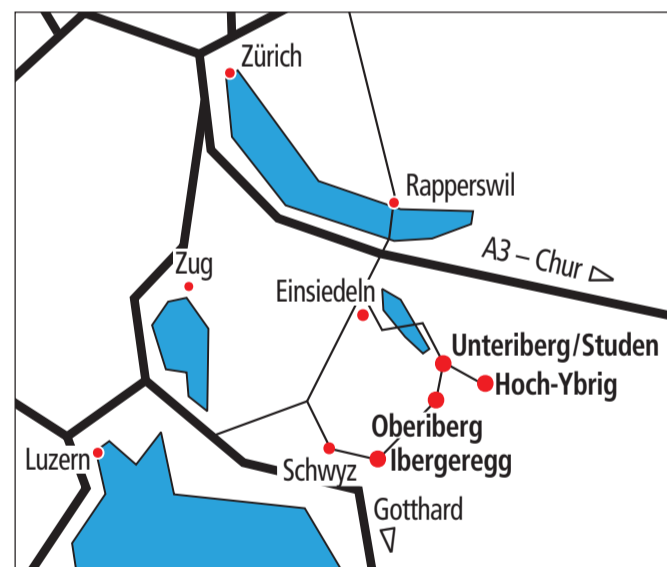 Zürich
Rapperswil
A3 – Chur
Zug
Einsiedeln
Unteriberg/Studen
Hoch-Ybrig
Oberiberg
Ibergeregg
Luzern
Schwyz
Gotthard